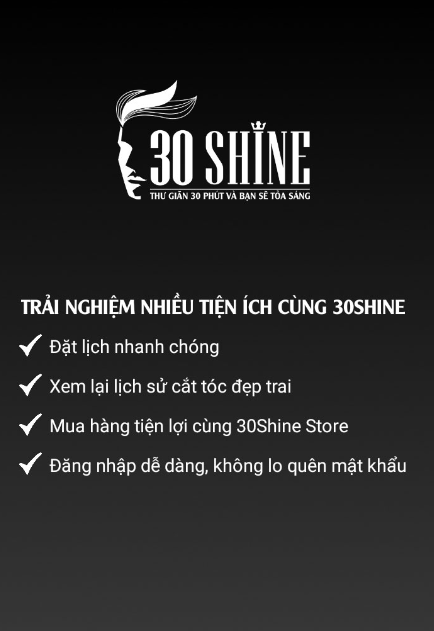 30 SHINE
THƯ GIÃN 30 PHÚT VÀ BẠN SẼ TỎA SÁNG
TRẢI NGHIỆM NHIỀU TIỆN ÍCH CÙNG 30SHINE
Đặt lịch nhanh chóng
Xem lại lịch sử cắt tóc đẹp trai
Mua hàng tiện lợi cùng 30Shine Store
Đăng nhập dễ dàng, không lo quên mật khẩu